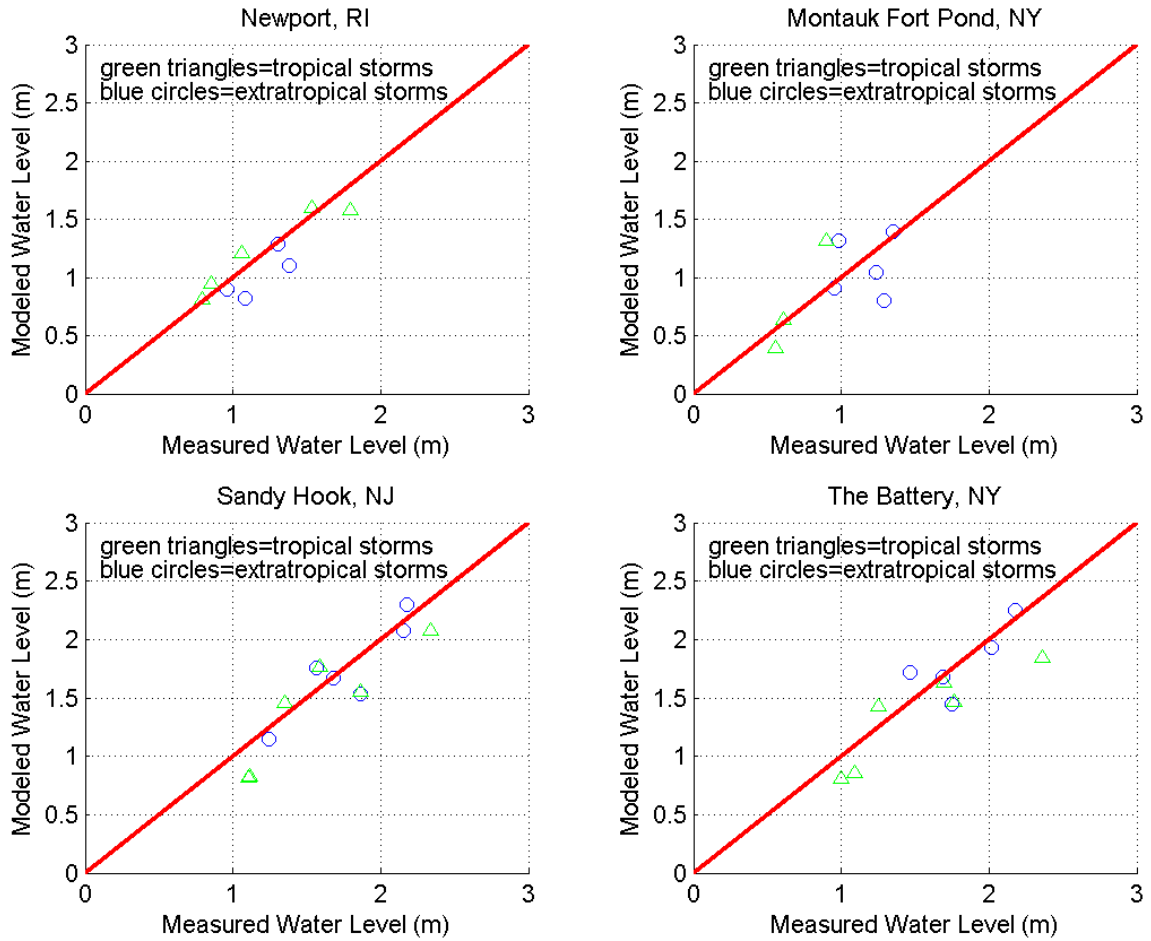 Newport, RI
3
2.5
2
1.5
1
0.5
0
green triangles=tropical storms
blue circles=extratropical storms
Modeled Water Level (m)
0 1 2 3
Measured Water Level (m)
Montauk Fort Pond, NY
3
2.5
2
1.5
1
0.5
0
green triangles=tropical storms
blue circles=extratropical storms
Modeled Water Level (m)
0 1 2 3
Measured Water Level (m)
Sandy Hook, NJ
3
2.5
2
1.5
1
0.5
0
green triangles=tropical storms
blue circles=extratropical storms
Modeled Water Level (m)
0 1 2 3
Measured Water Level (m)
The Battery, NY
3
2.5
2
1.5
1
0.5
0
green triangles=tropical storms
blue circles=extratropical storms
Modeled Water Level (m)
0 1 2 3
Measured Water Level (m)